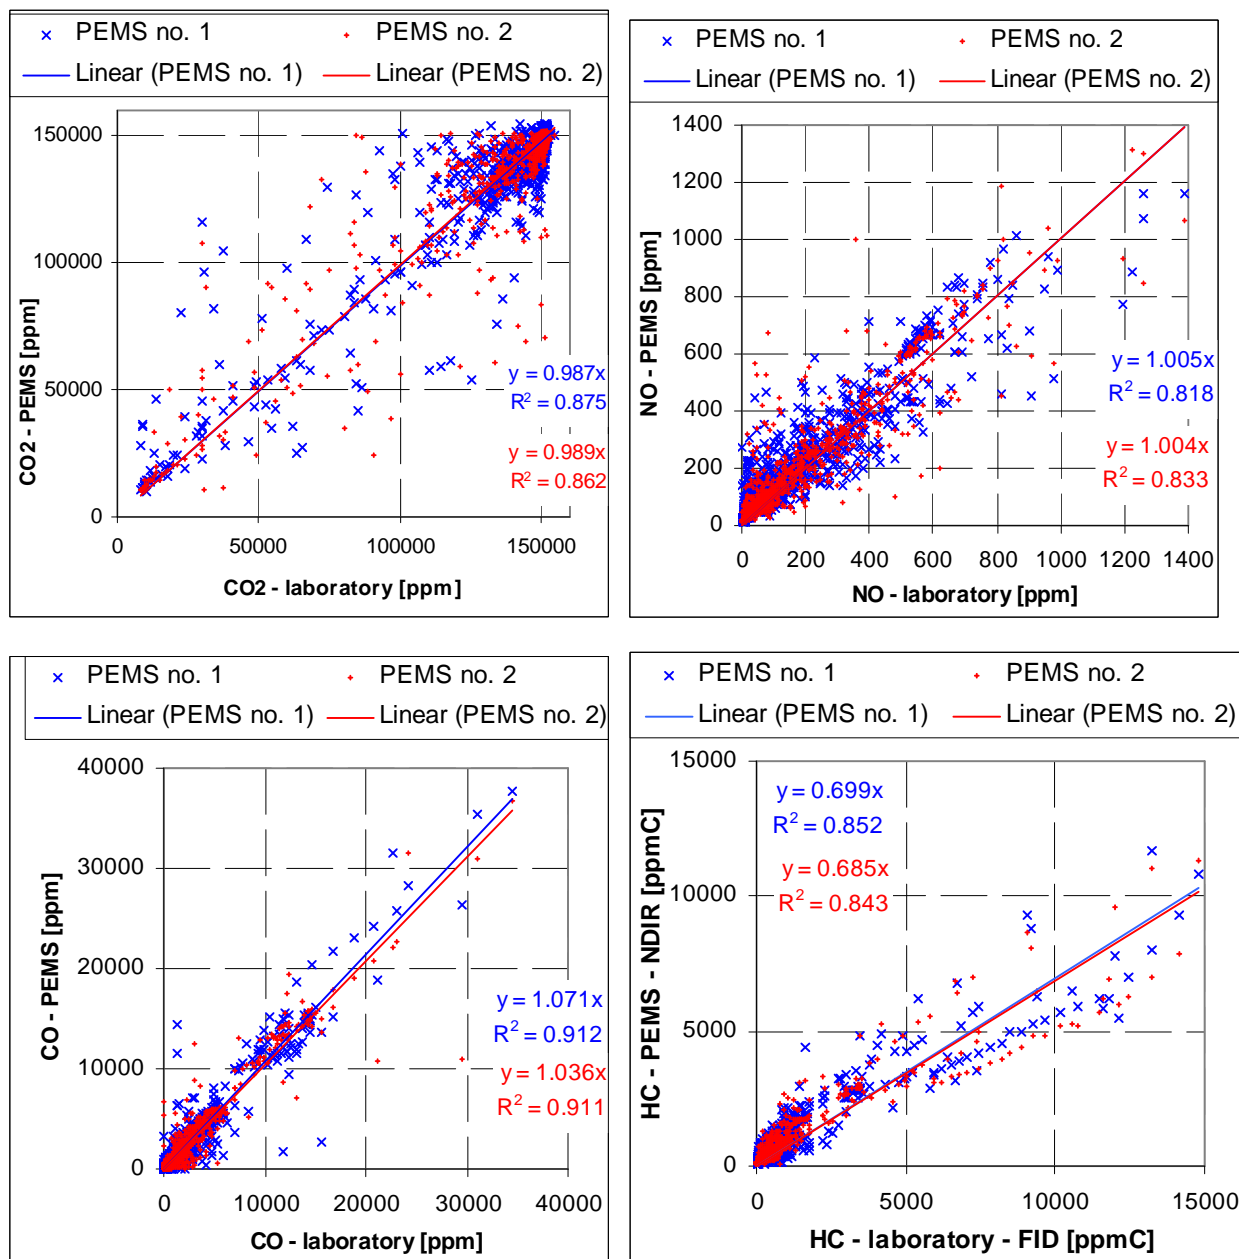 PEMS no. 1 PEMS no. 2
Linear (PEMS no. 1) Linear (PEMS no. 2)
150000
100000
50000
0
CO2 - PEMS [ppm]
y = 0.987x
R² = 0.875
y = 0.989x
R² = 0.862
0 50000 100000 150000
CO2 - laboratory [ppm]
PEMS no. 1 PEMS no. 2
Linear (PEMS no. 1) Linear (PEMS no. 2)
1400
1200
1000
800
600
400
200
0
NO - PEMS [ppm]
y = 1.005x
R² = 0.818
y = 1.004x
R² = 0.833
0 200 400 600 800 1000 1200 1400
NO - laboratory [ppm]
PEMS no. 1 PEMS no. 2
Linear (PEMS no. 1) Linear (PEMS no. 2)
40000
30000
20000
10000
0
CO - PEMS [ppm]
y = 1.071x
R² = 0.912
y = 1.036x
R² = 0.911
0 10000 20000 30000 40000
CO - laboratory [ppm]
PEMS no. 1 PEMS no. 2
Linear (PEMS no. 1) Linear (PEMS no. 2)
15000
10000
5000
0
HC - PEMS - NDIR [ppmC]
y = 0.699x
R² = 0.852
y = 0.685x
R² = 0.843
0 5000 10000 15000
HC - laboratory - FID [ppmC]